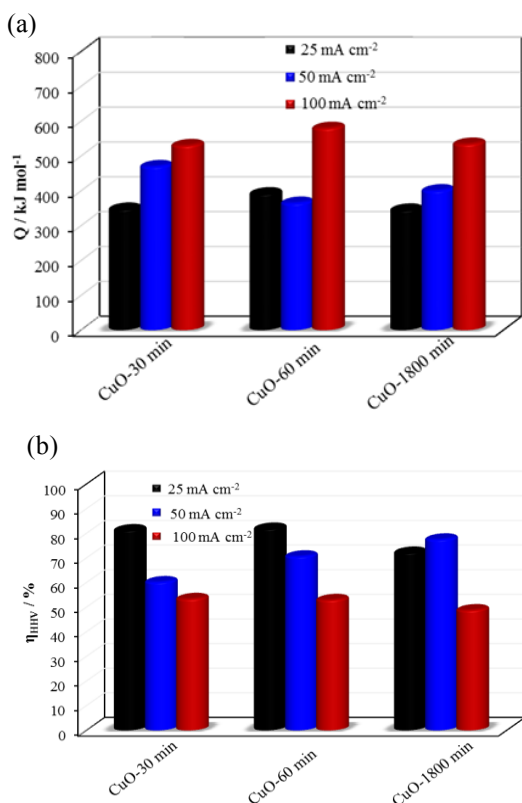 (a)
800
700
600
500
400
300
200
100
0
Q / kJ mol⁻¹
25 mA cm⁻²
50 mA cm⁻²
100 mA cm⁻²
CuO-30 min
CuO-60 min
CuO-1800 min
(b)
100
90
80
70
60
50
40
30
20
10
0
ηHHV / %
25 mA cm⁻²
50 mA cm⁻²
100 mA cm⁻²
CuO-30 min
CuO-60 min
CuO-1800 min